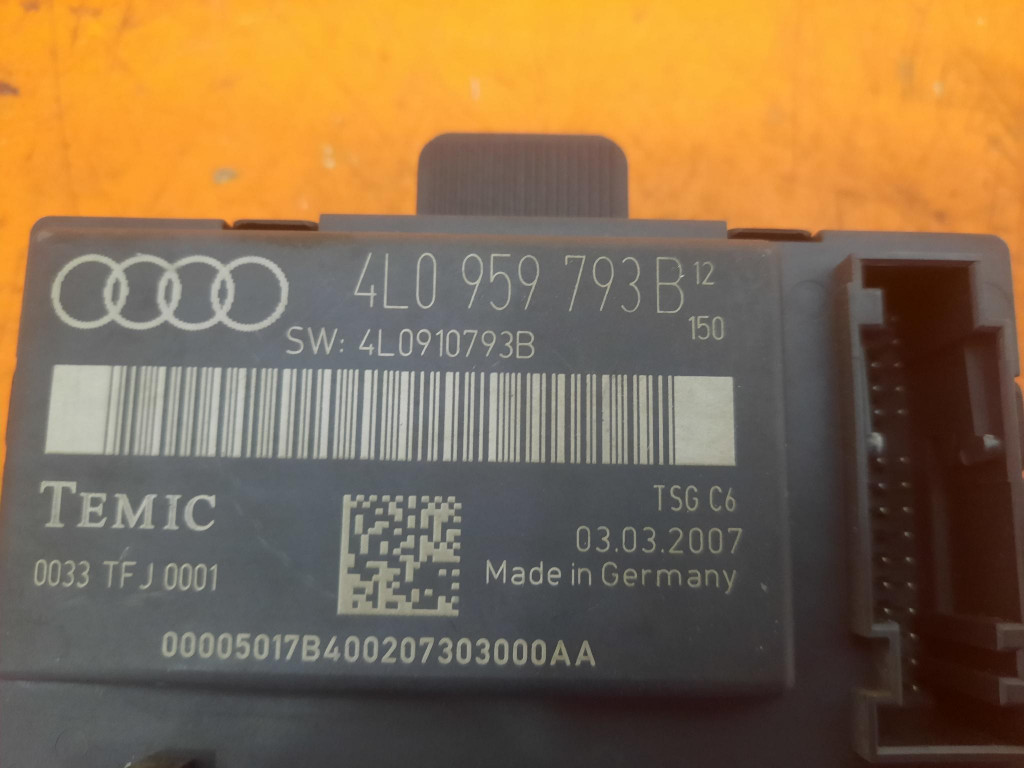 4L0 959 793B 12
150
SW: 4L0910793B
TEMIC
TSG C6
03.03.2007
0033 TFJ 0001
Made in Germany
00005017B400207303000AA